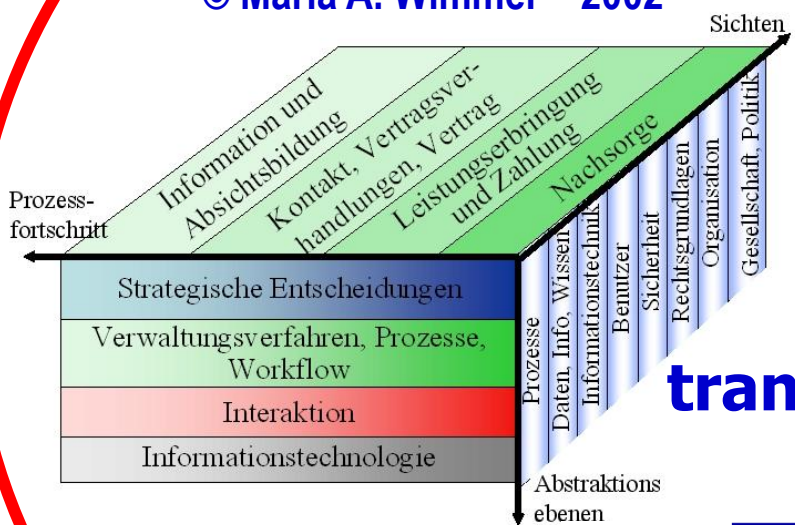 © Maria A. Wimmer 2002
Sichten
Information und
Absichtsbildung
Kontakt, Vertragsver-
handlungen, Vertrag
Leistungserbringung
und Zahlung
Nachsorge
Prozess-
fortschritt
Strategische Entscheidungen
Verwaltungsverfahren, Prozesse,
Workflow
Interaktion
Informationstechnologie
Prozesse
Daten, Info, Wissen
Informationstechnik
Benutzer
Sicherheit
Rechtsgrundlagen
Organisation
Gesellschaft, Politik
tran
Abstraktions
ebenen